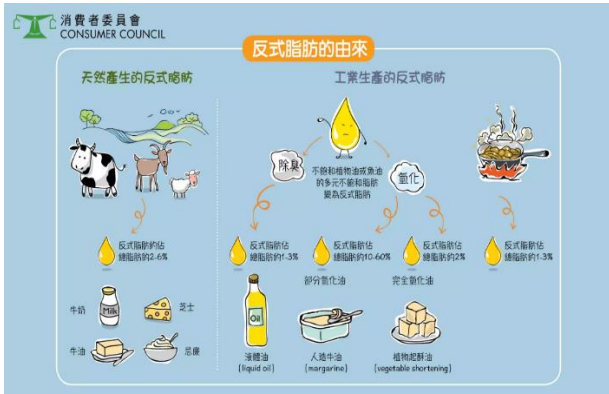 消費者委員會
CONSUMER COUNCIL
反式脂肪的由來
天然產生的反式脂肪
工業生產的反式脂肪
除臭
不飽和植物油或魚油
的多元不飽和脂肪
變為反式脂肪
氫化
反式脂肪約佔
總脂肪約2-6%
反式脂肪佔
總脂肪約1-3%
反式脂肪佔
總脂肪約10-60%
反式脂肪佔
總脂肪約2%
反式脂肪佔
總脂肪約1-3%
部分氫化油
完全氫化油
牛奶
Milk
芝士
牛油
忌廉
Oil
液體油
(liquid oil)
人造牛油
(margarine)
植物起酥油
(vegetable shortening)